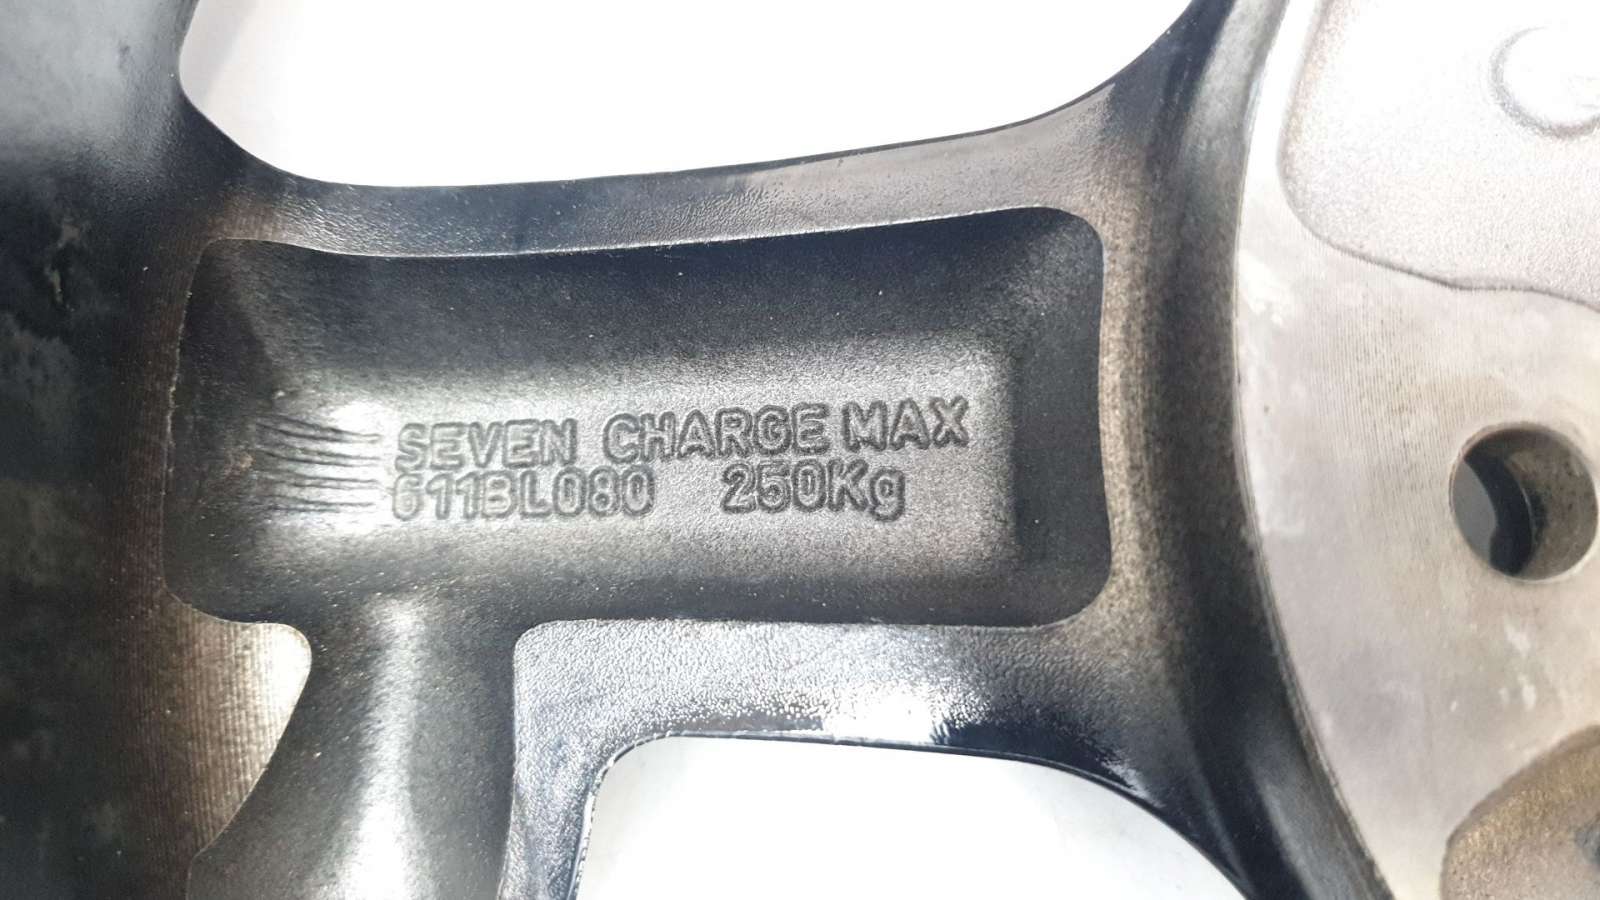 SEVEN CHARGE MAX
611BL080 250Kg